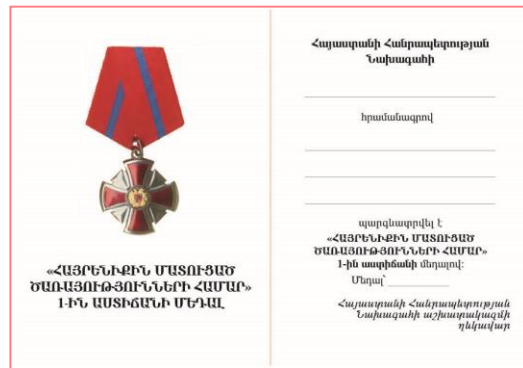 «ՀԱՅՐԵՆԻՔԻՆ ՄԱՏՈՒՑԱԾ
ԾԱՌԱՅՈՒԹՅՈՒՆՆԵՐԻ ՀԱՄԱՐ»
1-ԻՆ ԱՍՏԻՃԱՆԻ ՄԵԴԱԼ
Հայաստանի Հանրապետության
Նախագահի
հրամանագրով
պարգևատրվել է
«ՀԱՅՐԵՆԻՔԻՆ ՄԱՏՈՒՑԱԾ
ԾԱՌԱՅՈՒԹՅՈՒՆՆԵՐԻ ՀԱՄԱՐ»
1-ին աստիճանի մեդալով:
Մեդալ՝
Հայաստանի Հանրապետության
Նախագահի աշխատակազմի
ղեկավար